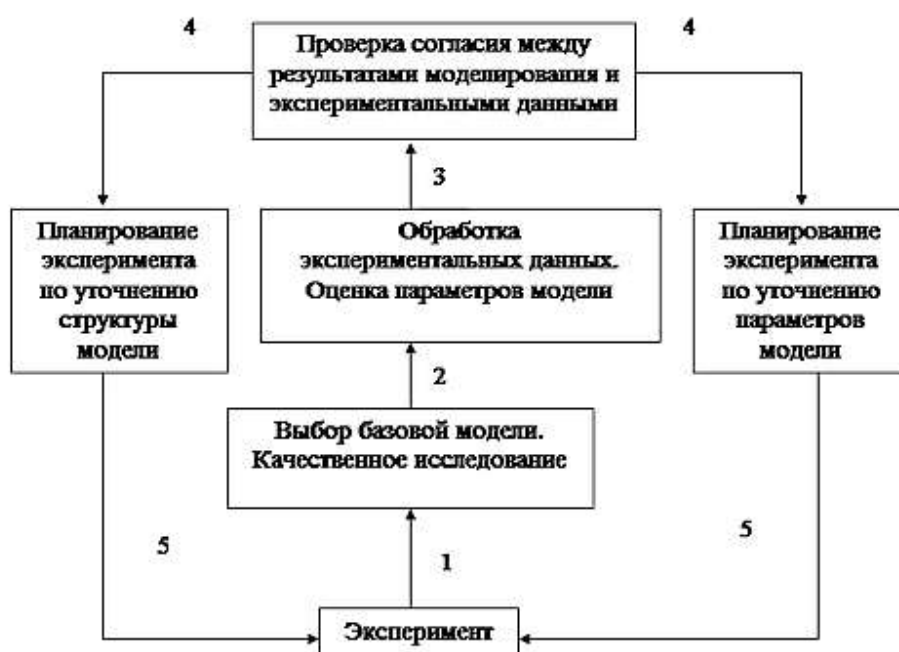 4
4
Проверка согласия между
результатами моделирования и
экспериментальными данными
3
Планирование
эксперимента
по уточнению
структуры
модели
Обработка
экспериментальных данных.
Оценка параметров модели
Планирование
эксперимента
по уточнению
параметров
модели
2
Выбор базовой модели.
Качественное исследование
5
5
1
Эксперимент